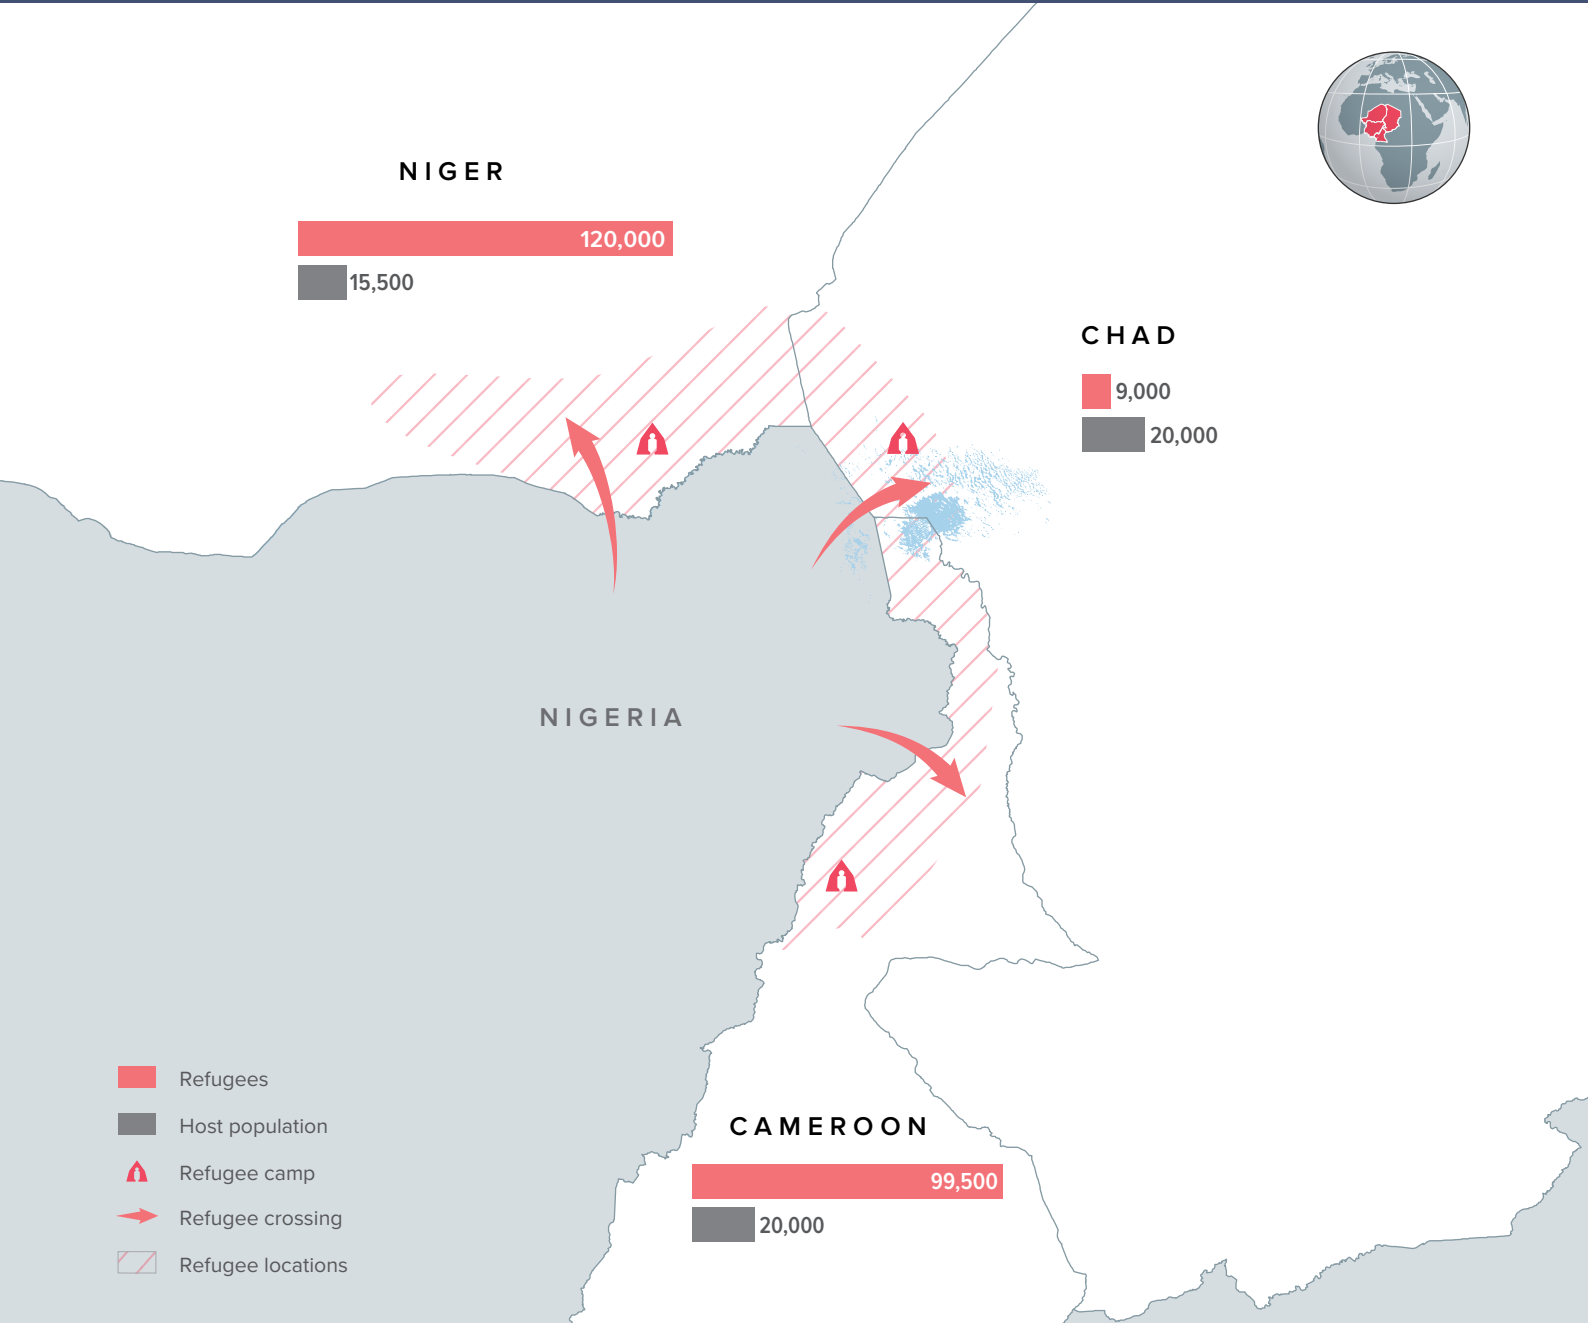 NIGER
120,000
15,500
CHAD
9,000
20,000
NIGERIA
CAMEROON
99,500
20,000
Refugees
Host population
Refugee camp
Refugee crossing
Refugee locations